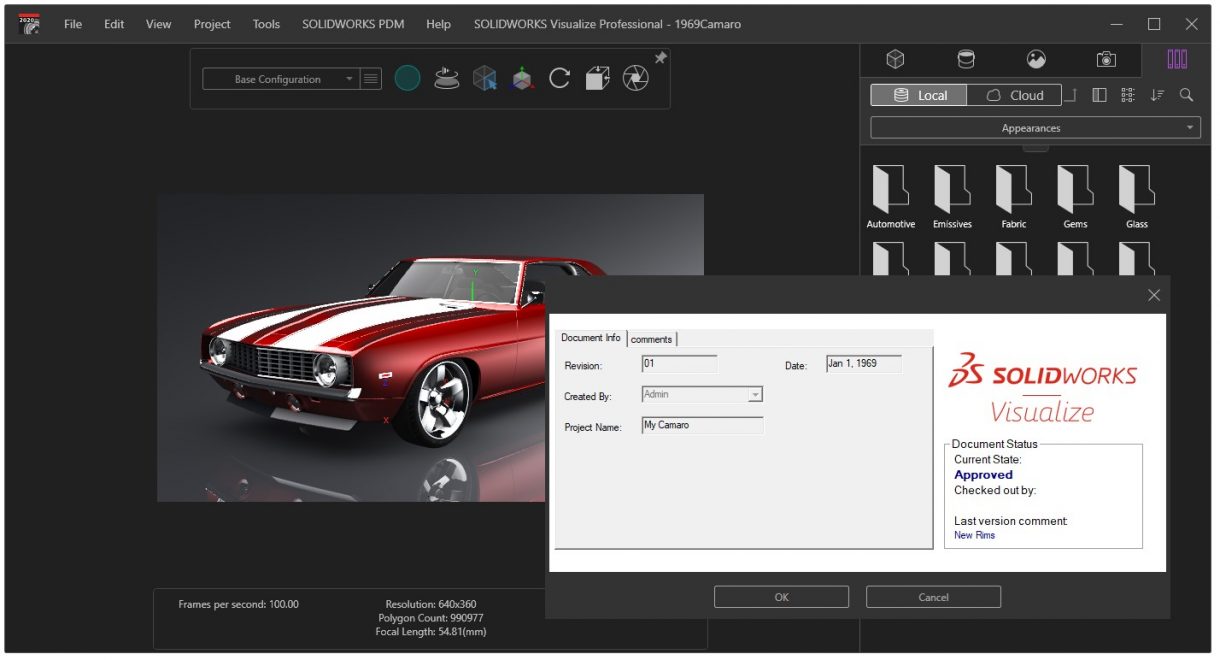 2020
File Edit View Project Tools SOLIDWORKS PDM Help SOLIDWORKS Visualize Professional - 1969Camaro
Base Configuration
Local Cloud
Appearances
Automotive Emissives Fabric Gems Glass
Y
Z
X
Document Info comments
Revision: 01 Date: Jan 1, 1969
Created By: Admin
Project Name: My Camaro
SOLIDWORKS
Visualize
Document Status
Current State:
Approved
Checked out by:
Last version comment:
New Rims
OK Cancel
Frames per second: 100.00
Resolution: 640x360
Polygon Count: 990977
Focal Length: 54.81(mm)